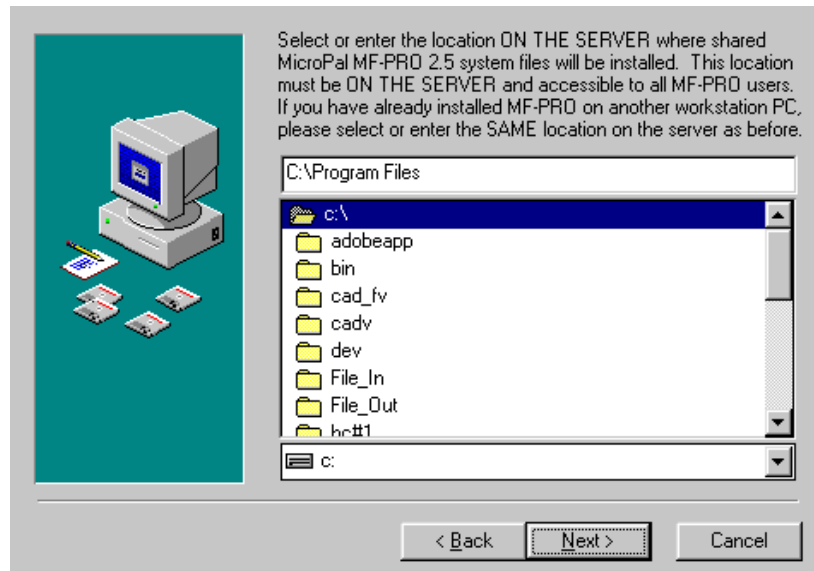 Select or enter the location ON THE SERVER where shared
MicroPal MF-PRO 2.5 system files will be installed. This location
must be ON THE SERVER and accessible to all MF-PRO users.
If you have already installed MF-PRO on another workstation PC,
please select or enter the SAME location on the server as before.
C:\Program Files
c:\
adobeapp
bin
cad_fv
cadv
dev
File_In
File_Out
hc#1
c:
< Back
Next >
Cancel